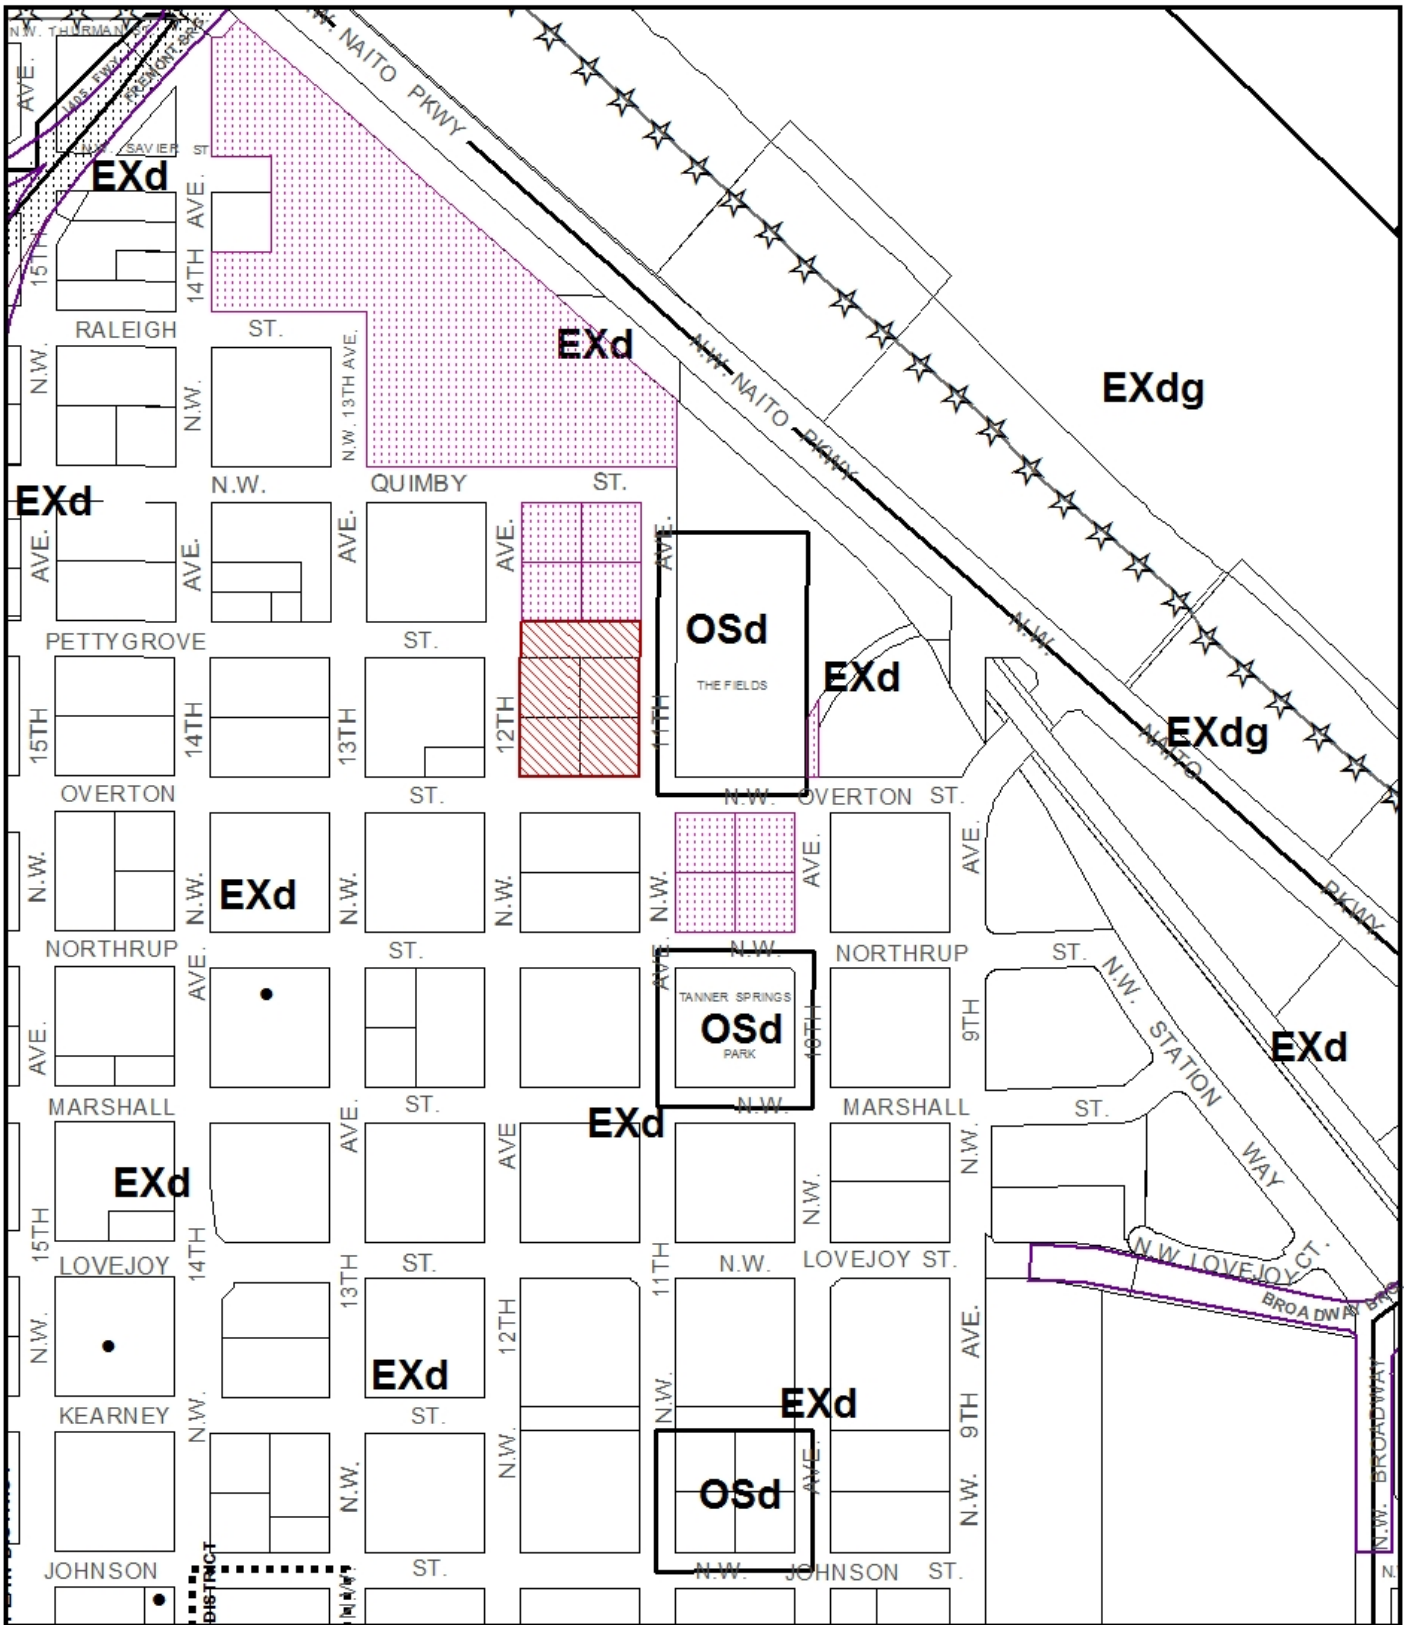 N.W. THURMAN ST.
I405 FWY
FREMONT BRG
N.W. NAITO PKWY
AVE.
N.W. SAVIER ST
EXd
AVE.
15TH
14TH
RALEIGH ST.
EXd
N.W. NAITO PKWY
EXdg
N.W.
N.W.
N.W. 13TH AVE.
EXd
N.W. QUIMBY ST.
AVE.
AVE.
AVE.
AVE.
AVE.
OSd
THE FIELDS
N.W.
PETTYGROVE ST.
EXd
15TH
14TH
13TH
12TH
11TH
EXdg
NAITO
OVERTON ST.
N.W. OVERTON ST.
N.W.
N.W.
N.W.
N.W.
N.W.
AVE.
AVE.
EXd
PKWY
NORTHRUP ST.
N.W. NORTHRUP ST.
AVE.
AVE.
AVE.
TANNER SPRINGS
OSd
PARK
10TH
9TH
N.W. STATION WAY
EXd
MARSHALL ST.
N.W. MARSHALL ST.
EXd
AVE.
AVE
N.W.
N.W.
EXd
15TH
14TH
13TH
12TH
11TH
LOVEJOY ST.
N.W. LOVEJOY ST.
N.W. LOVEJOY CT.
BROADWAY BRG
N.W.
N.W.
N.W.
N.W.
AVE.
EXd
EXd
KEARNEY ST.
N.W.
AVE.
N.W. 9TH
OSd
N.W. BROADWAY
JOHNSON ST.
N.W. JOHNSON ST.
DISTRICT
N.W.